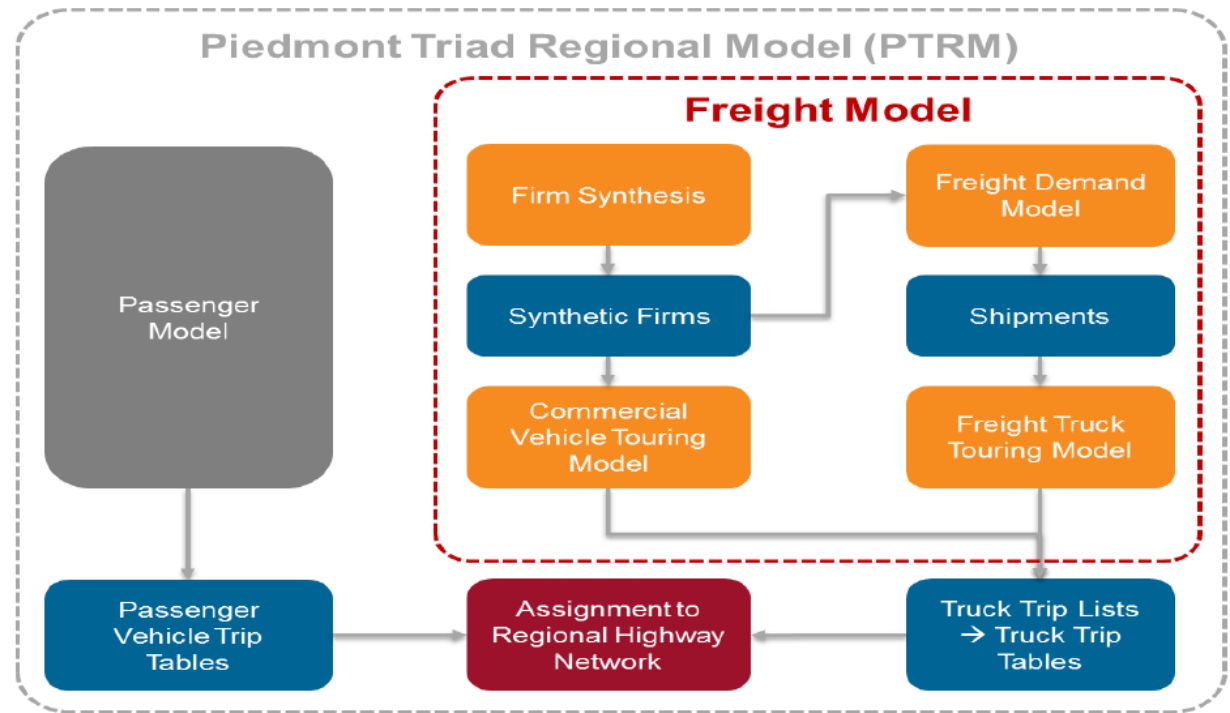 Piedmont Triad Regional Model (PTRM)
Freight Model
Passenger
Model
Firm Synthesis
Freight Demand
Model
Synthetic Firms
Shipments
Commercial
Vehicle Touring
Model
Freight Truck
Touring Model
Passenger
Vehicle Trip
Tables
Assignment to
Regional Highway
Network
Truck Trip Lists
→ Truck Trip
Tables